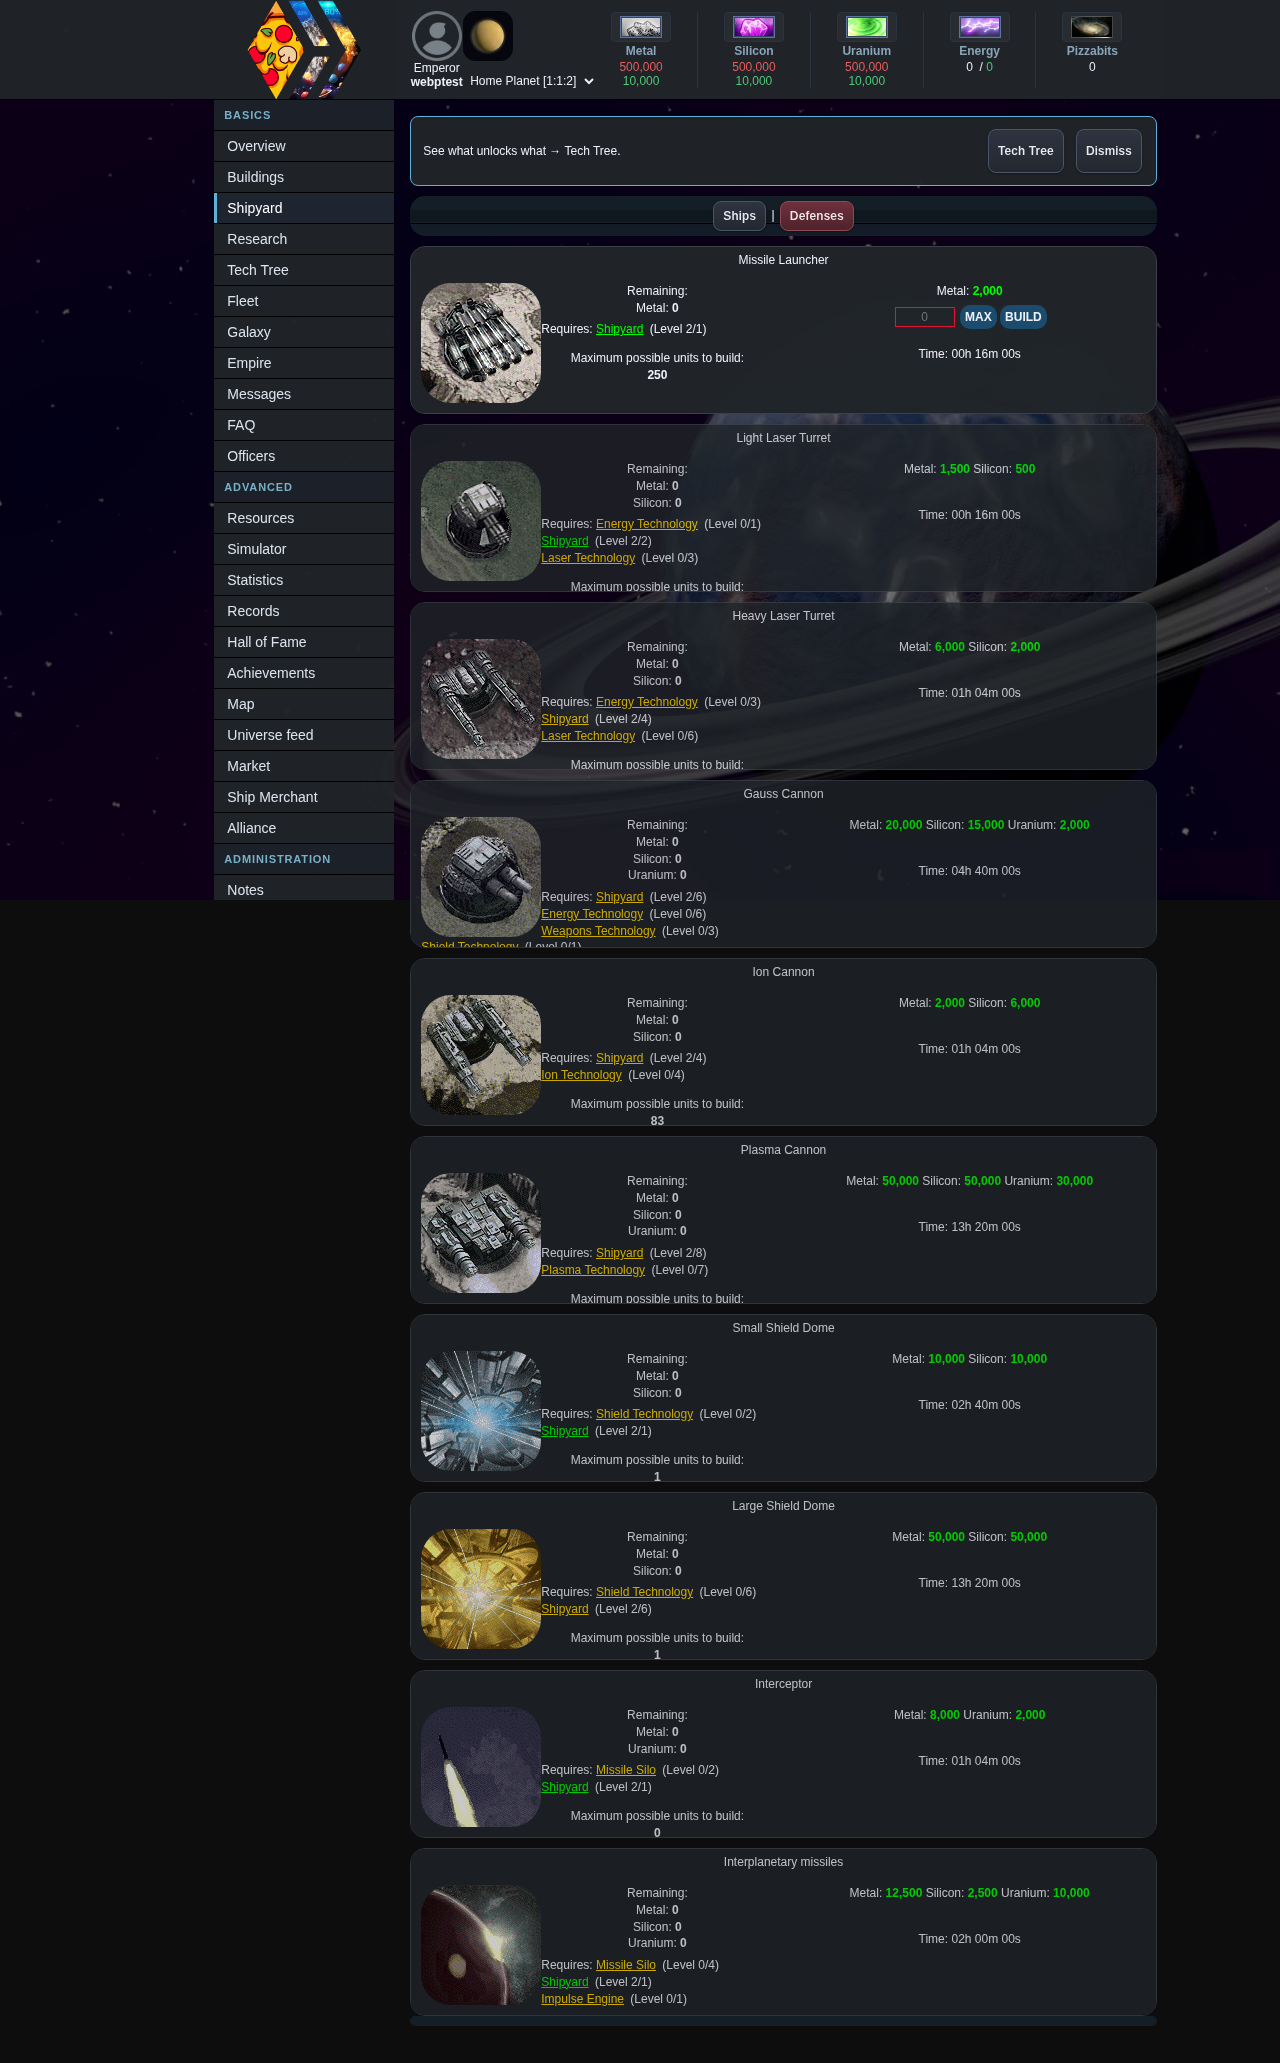 Emperor
webptest
Home Planet [1:1:2]
Metal
500,000
10,000
Silicon
500,000
10,000
Uranium
500,000
10,000
Energy
0 / 0
Pizzabits
0
BASICS
Overview
Buildings
Shipyard
Research
Tech Tree
Fleet
Galaxy
Empire
Messages
FAQ
Officers
ADVANCED
Resources
Simulator
Statistics
Records
Hall of Fame
Achievements
Map
Universe feed
Market
Ship Merchant
Alliance
ADMINISTRATION
Notes
See what unlocks what → Tech Tree.
Tech Tree
Dismiss
Ships | Defenses
Missile Launcher
Remaining:
Metal: 0
Requires: Shipyard (Level 2/1)
Maximum possible units to build:
250
Metal: 2,000
0 MAX BUILD
Time: 00h 16m 00s
Light Laser Turret
Remaining:
Metal: 0
Silicon: 0
Requires: Energy Technology (Level 0/1)
Shipyard (Level 2/2)
Laser Technology (Level 0/3)
Maximum possible units to build:
Metal: 1,500 Silicon: 500
Time: 00h 16m 00s
Heavy Laser Turret
Remaining:
Metal: 0
Silicon: 0
Requires: Energy Technology (Level 0/3)
Shipyard (Level 2/4)
Laser Technology (Level 0/6)
Maximum possible units to build:
Metal: 6,000 Silicon: 2,000
Time: 01h 04m 00s
Gauss Cannon
Remaining:
Metal: 0
Silicon: 0
Uranium: 0
Requires: Shipyard (Level 2/6)
Energy Technology (Level 0/6)
Weapons Technology (Level 0/3)
Shield Technology (Level 0/1)
Metal: 20,000 Silicon: 15,000 Uranium: 2,000
Time: 04h 40m 00s
Ion Cannon
Remaining:
Metal: 0
Silicon: 0
Requires: Shipyard (Level 2/4)
Ion Technology (Level 0/4)
Maximum possible units to build:
83
Metal: 2,000 Silicon: 6,000
Time: 01h 04m 00s
Plasma Cannon
Remaining:
Metal: 0
Silicon: 0
Uranium: 0
Requires: Shipyard (Level 2/8)
Plasma Technology (Level 0/7)
Maximum possible units to build:
Metal: 50,000 Silicon: 50,000 Uranium: 30,000
Time: 13h 20m 00s
Small Shield Dome
Remaining:
Metal: 0
Silicon: 0
Requires: Shield Technology (Level 0/2)
Shipyard (Level 2/1)
Maximum possible units to build:
1
Metal: 10,000 Silicon: 10,000
Time: 02h 40m 00s
Large Shield Dome
Remaining:
Metal: 0
Silicon: 0
Requires: Shield Technology (Level 0/6)
Shipyard (Level 2/6)
Maximum possible units to build:
1
Metal: 50,000 Silicon: 50,000
Time: 13h 20m 00s
Interceptor
Remaining:
Metal: 0
Uranium: 0
Requires: Missile Silo (Level 0/2)
Shipyard (Level 2/1)
Maximum possible units to build:
0
Metal: 8,000 Uranium: 2,000
Time: 01h 04m 00s
Interplanetary missiles
Remaining:
Metal: 0
Silicon: 0
Uranium: 0
Requires: Missile Silo (Level 0/4)
Shipyard (Level 2/1)
Impulse Engine (Level 0/1)
Metal: 12,500 Silicon: 2,500 Uranium: 10,000
Time: 02h 00m 00s